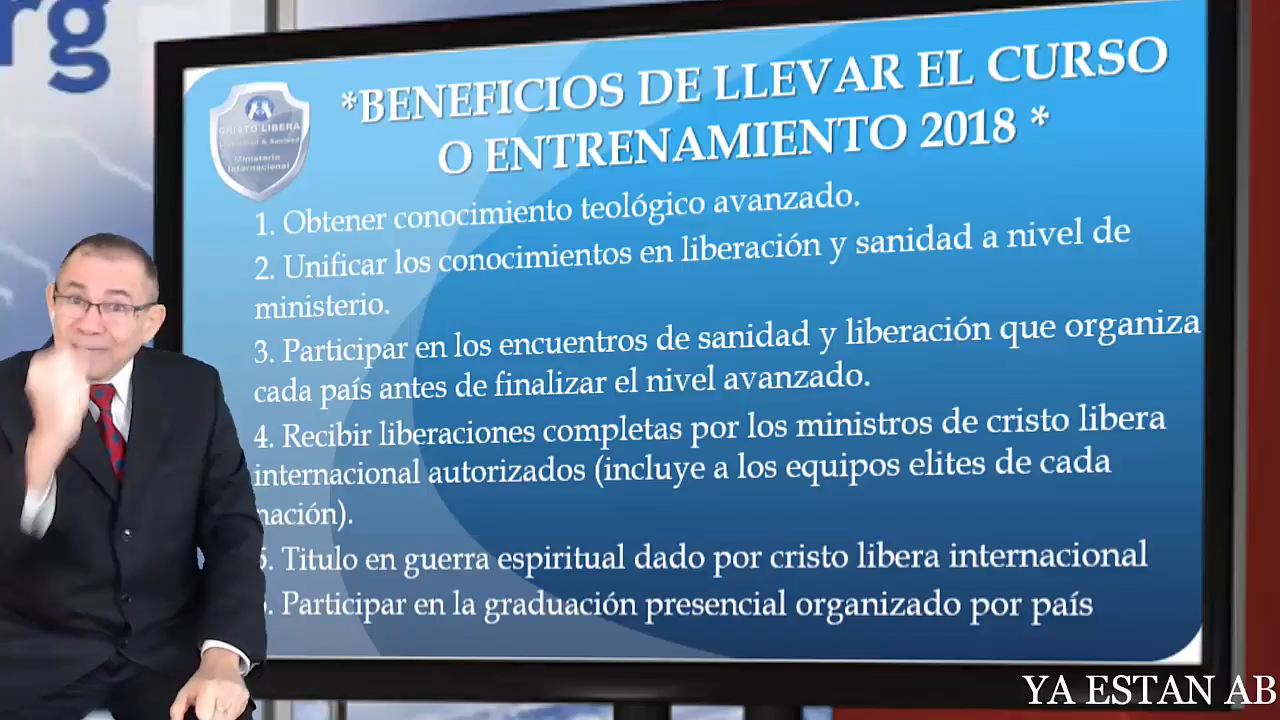 rg
CRISTO LIBERA
Ministerio
Internacional
*BENEFICIOS DE LLEVAR EL CURSO
O ENTRENAMIENTO 2018 *
1. Obtener conocimiento teológico avanzado.
2. Unificar los conocimientos en liberación y sanidad a nivel de
ministerio.
3. Participar en los encuentros de sanidad y liberación que organiza
cada país antes de finalizar el nivel avanzado.
4. Recibir liberaciones completas por los ministros de cristo libera
internacional autorizados (incluye a los equipos elites de cada
nación).
5. Titulo en guerra espiritual dado por cristo libera internacional
. Participar en la graduación presencial organizado por país
YA ESTAN AB